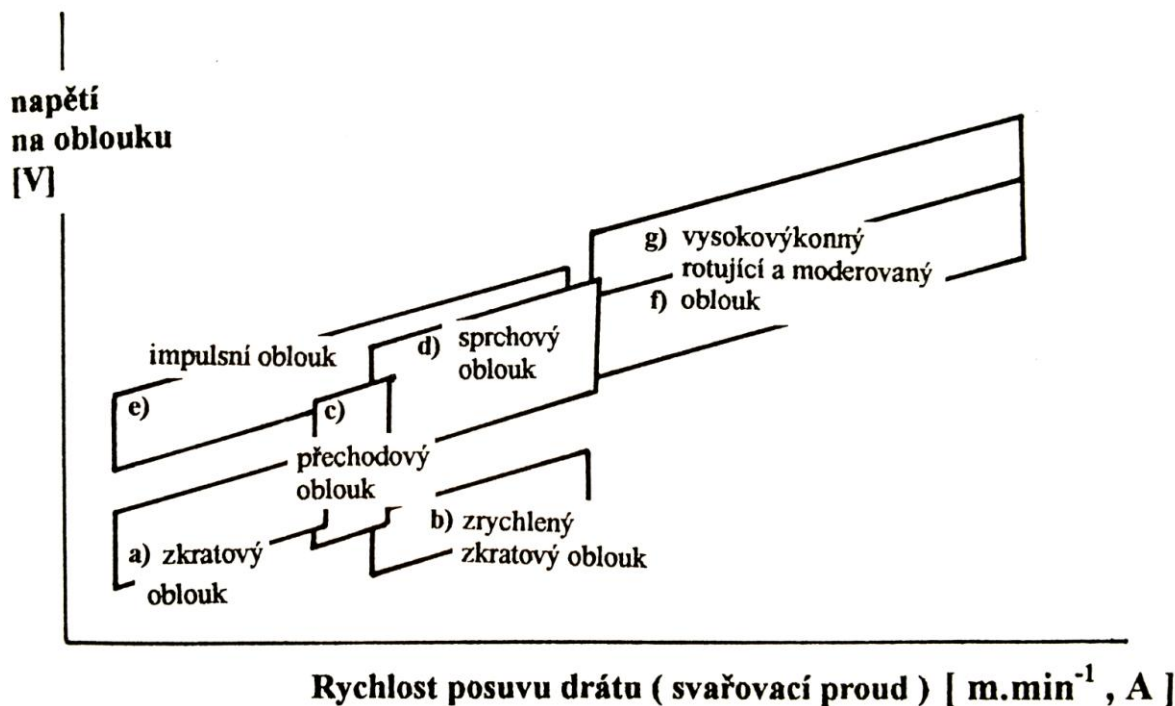 napětí
na oblouku
[V]
g) vysokovýkonný
rotující a moderovaný
f) oblouk
d) sprchový
oblouk
impulsní oblouk
e)
c)
přechodový
oblouk
b) zrychlený
zkratový oblouk
a) zkratový
oblouk
Rychlost posuvu drátu ( svařovací proud ) [ m.min⁻¹ , A ]